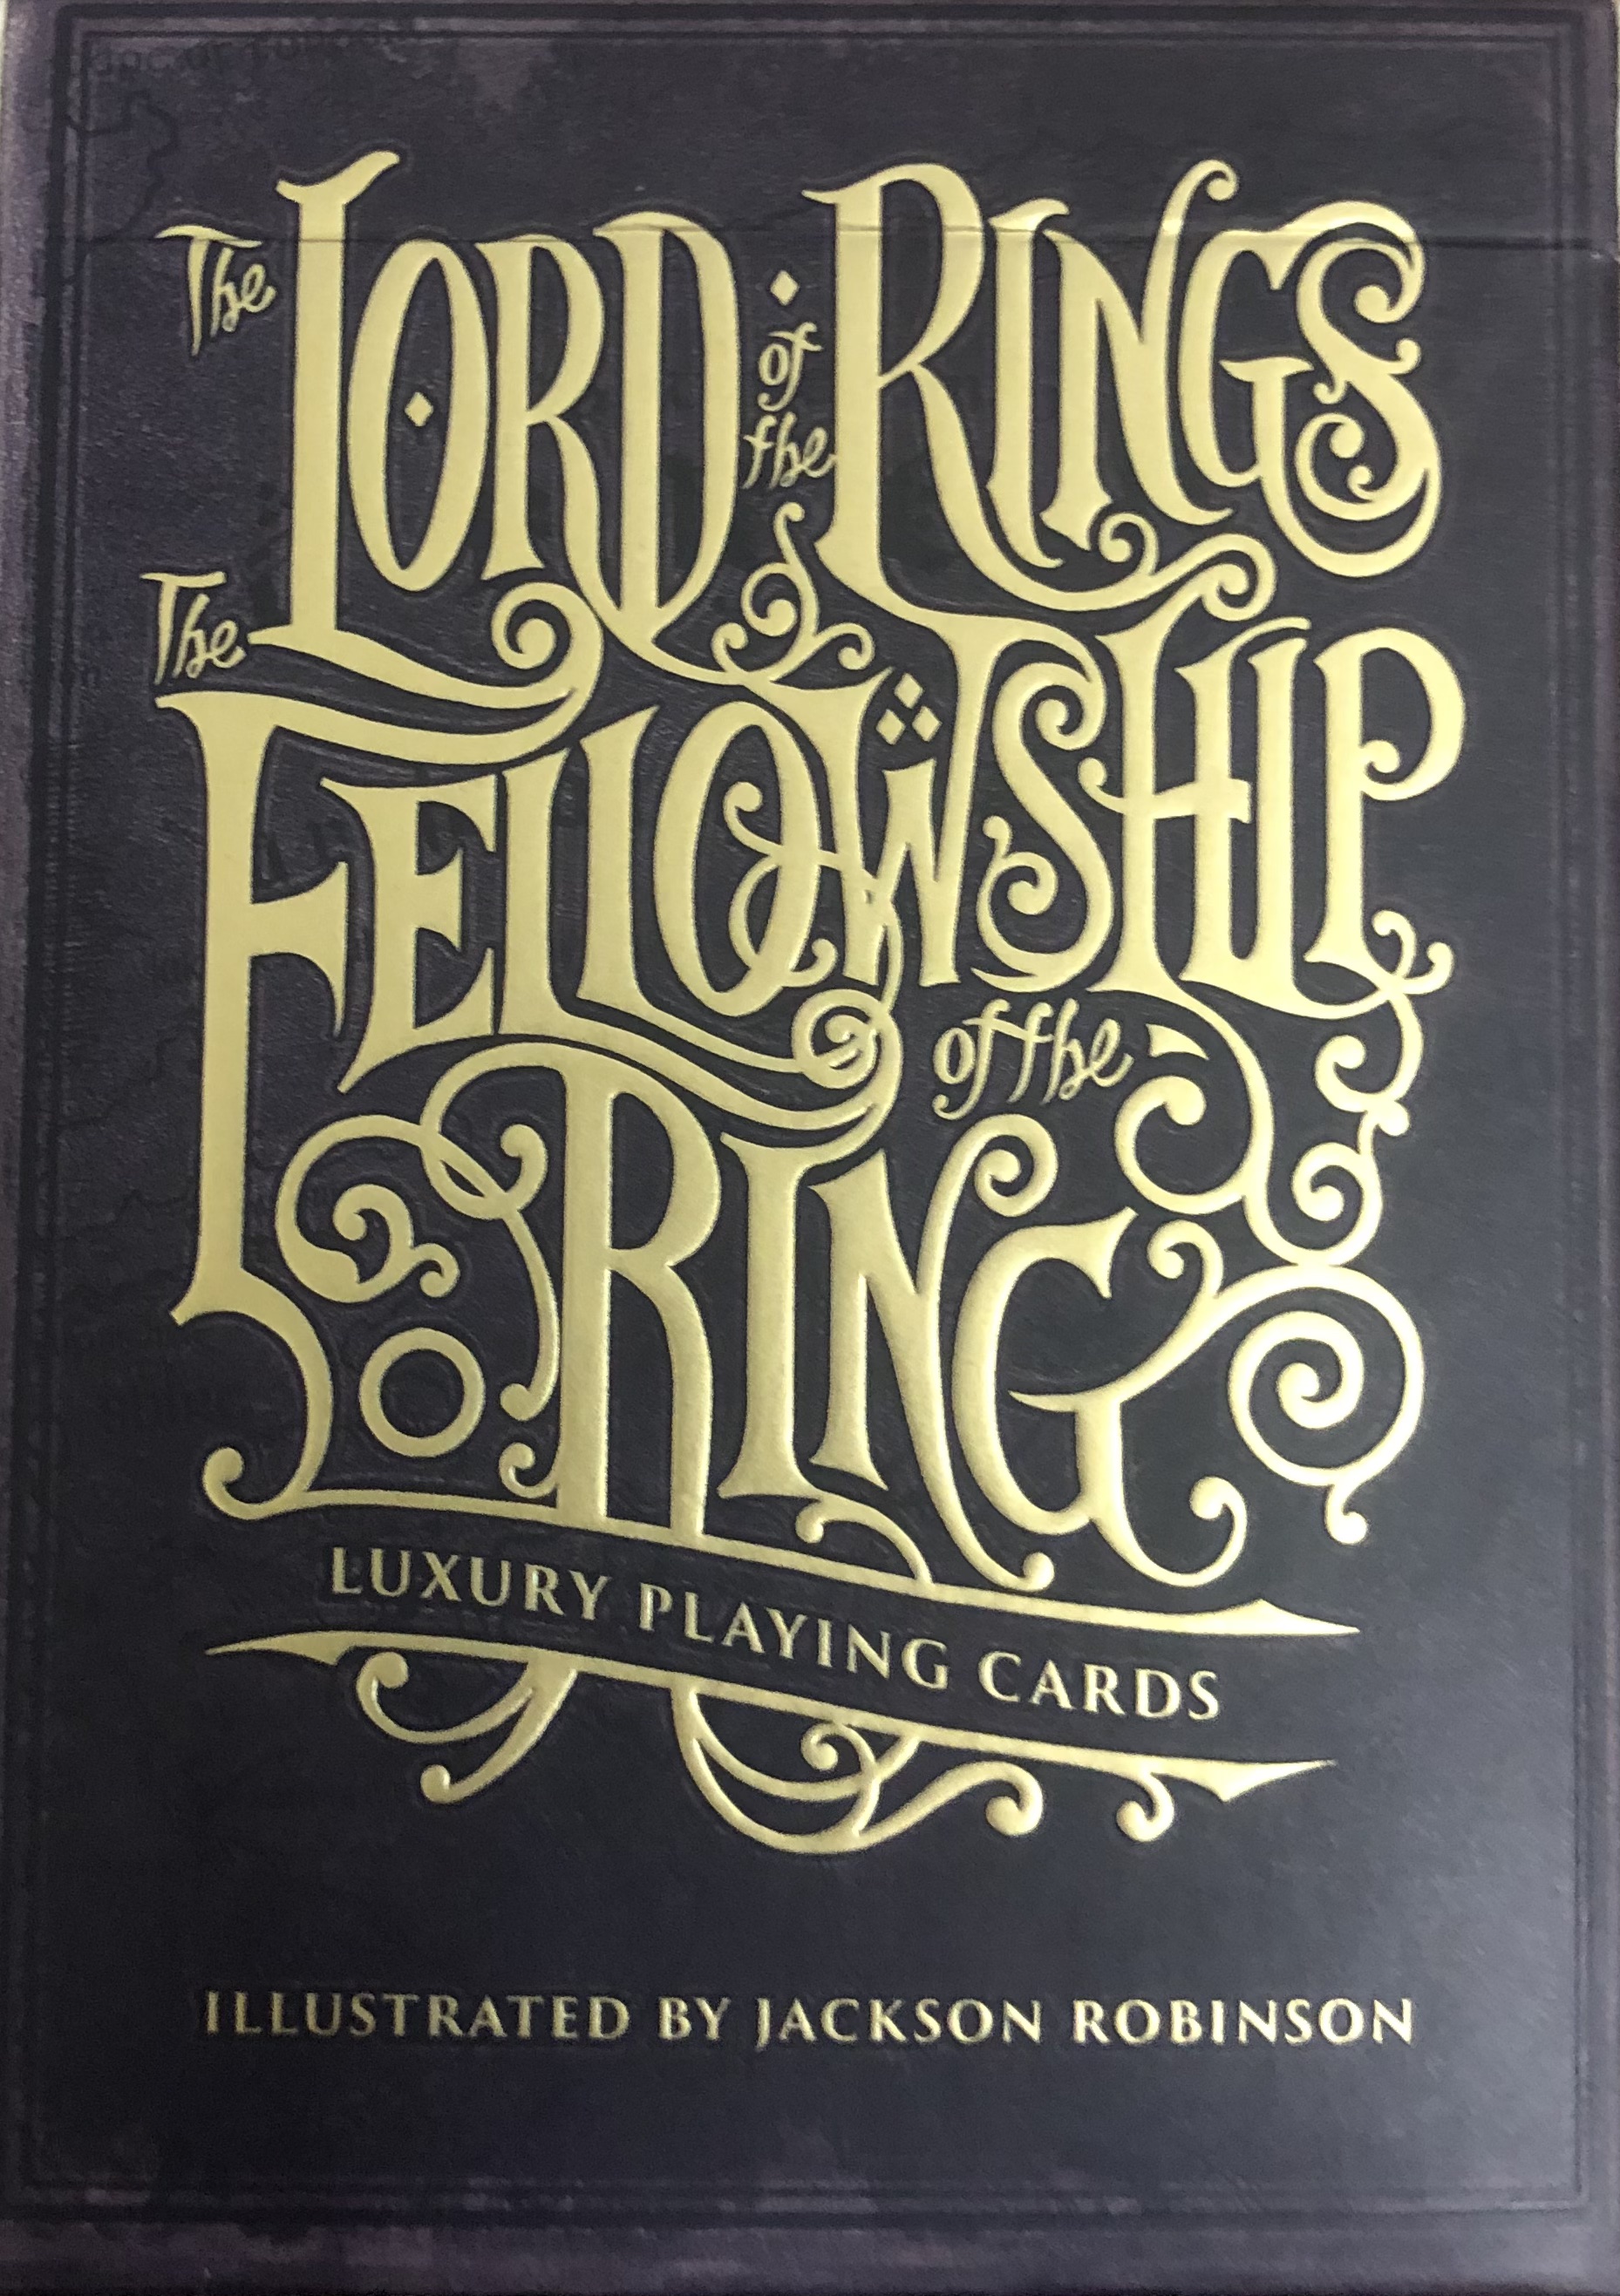 The LORD of the RINGS
The FELLOWSHIP of the
RING
LUXURY PLAYING CARDS
ILLUSTRATED BY JACKSON ROBINSON